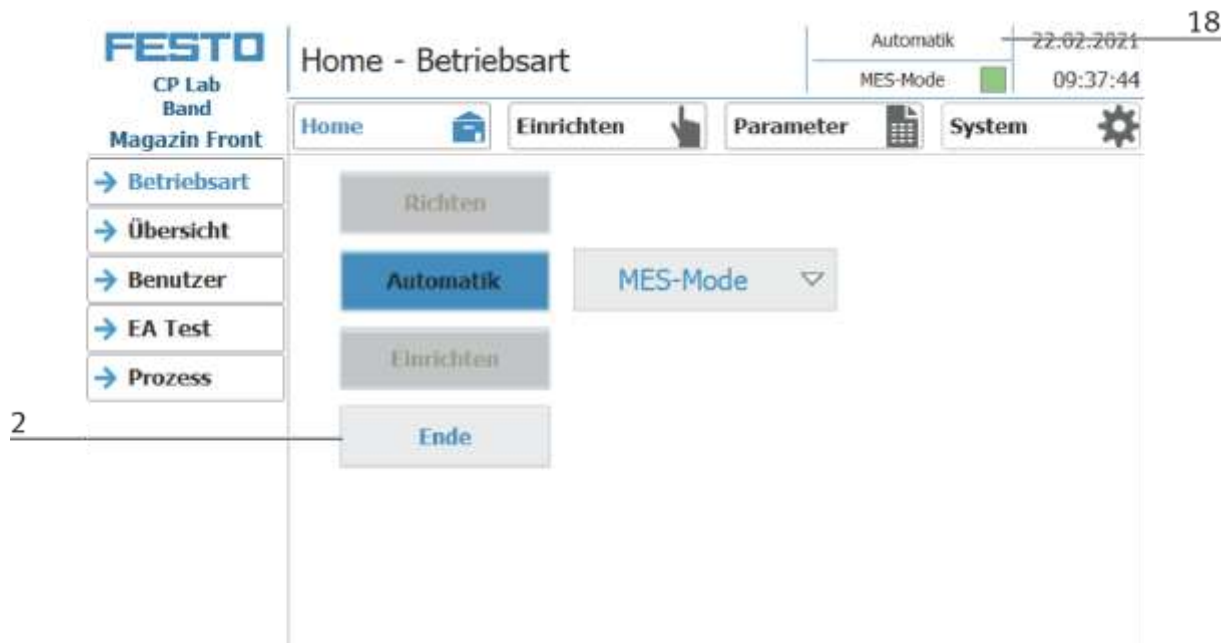 18
FESTO
CP Lab
Band
Magazin Front
Home - Betriebsart
Automatik
22.02.2021
MES-Mode
09:37:44
Home
Einrichten
Parameter
System
Betriebsart
Übersicht
Benutzer
EA Test
Prozess
Richten
Automatik
MES-Mode
Einrichten
Ende
2